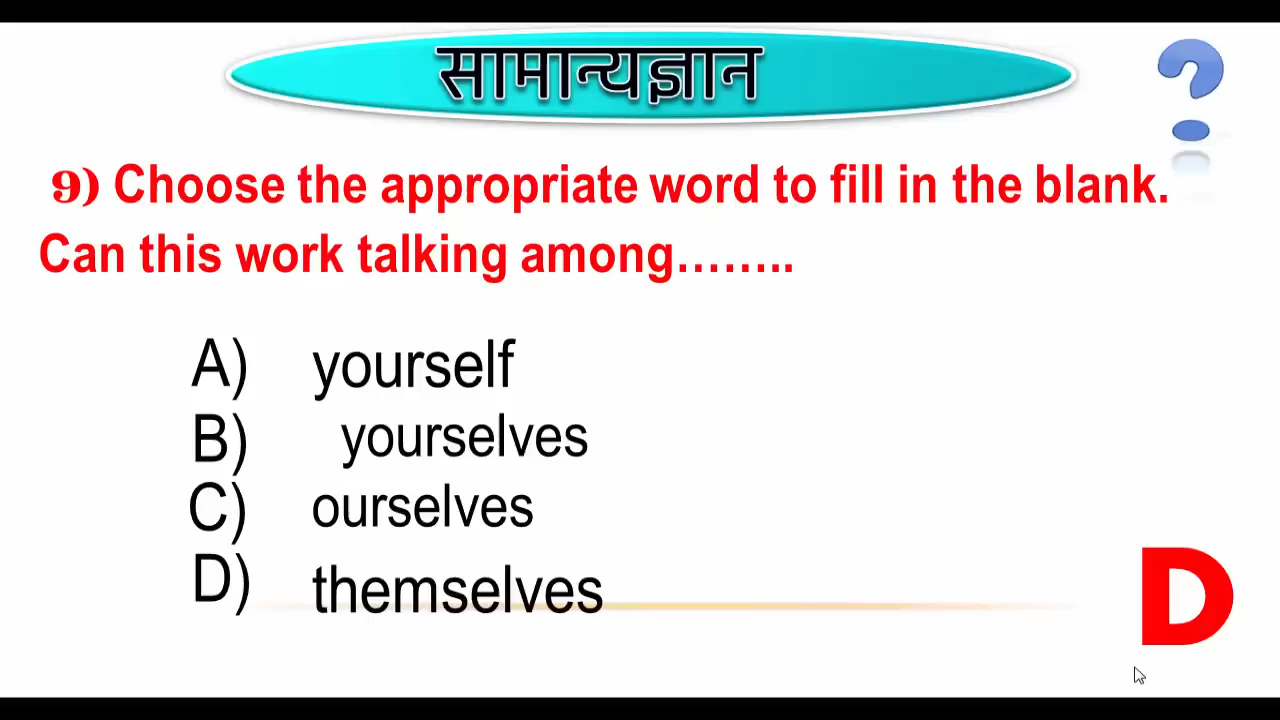 सामान्यज्ञान
?
9) Choose the appropriate word to fill in the blank.
Can this work talking among……..
A) yourself
B) yourselves
C) ourselves
D) themselves
D